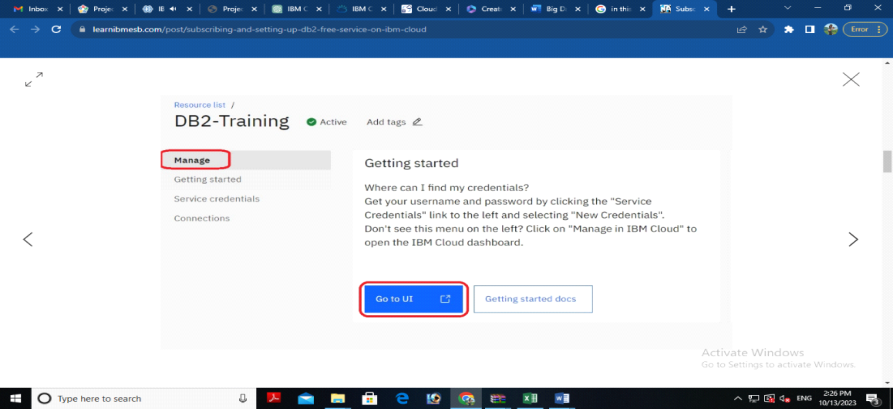 Inbox
Proje
IE
Proje
IBM C
IBM C
Cloud
Creat
Big D
in this
Subsc
learnibmesb.com/post/subscribing-and-setting-up-db2-free-service-on-ibm-cloud
Error
Resource list /
DB2-Training
Active
Add tags
Manage
Getting started
Service credentials
Connections
Getting started
Where can I find my credentials?
Get your username and password by clicking the "Service
Credentials" link to the left and selecting "New Credentials".
Don't see this menu on the left? Click on "Manage in IBM Cloud" to
open the IBM Cloud dashboard.
Go to UI
Getting started docs
Activate Windows
Go to Settings to activate Windows.
Type here to search
ENG
2:26 PM
10/13/2023